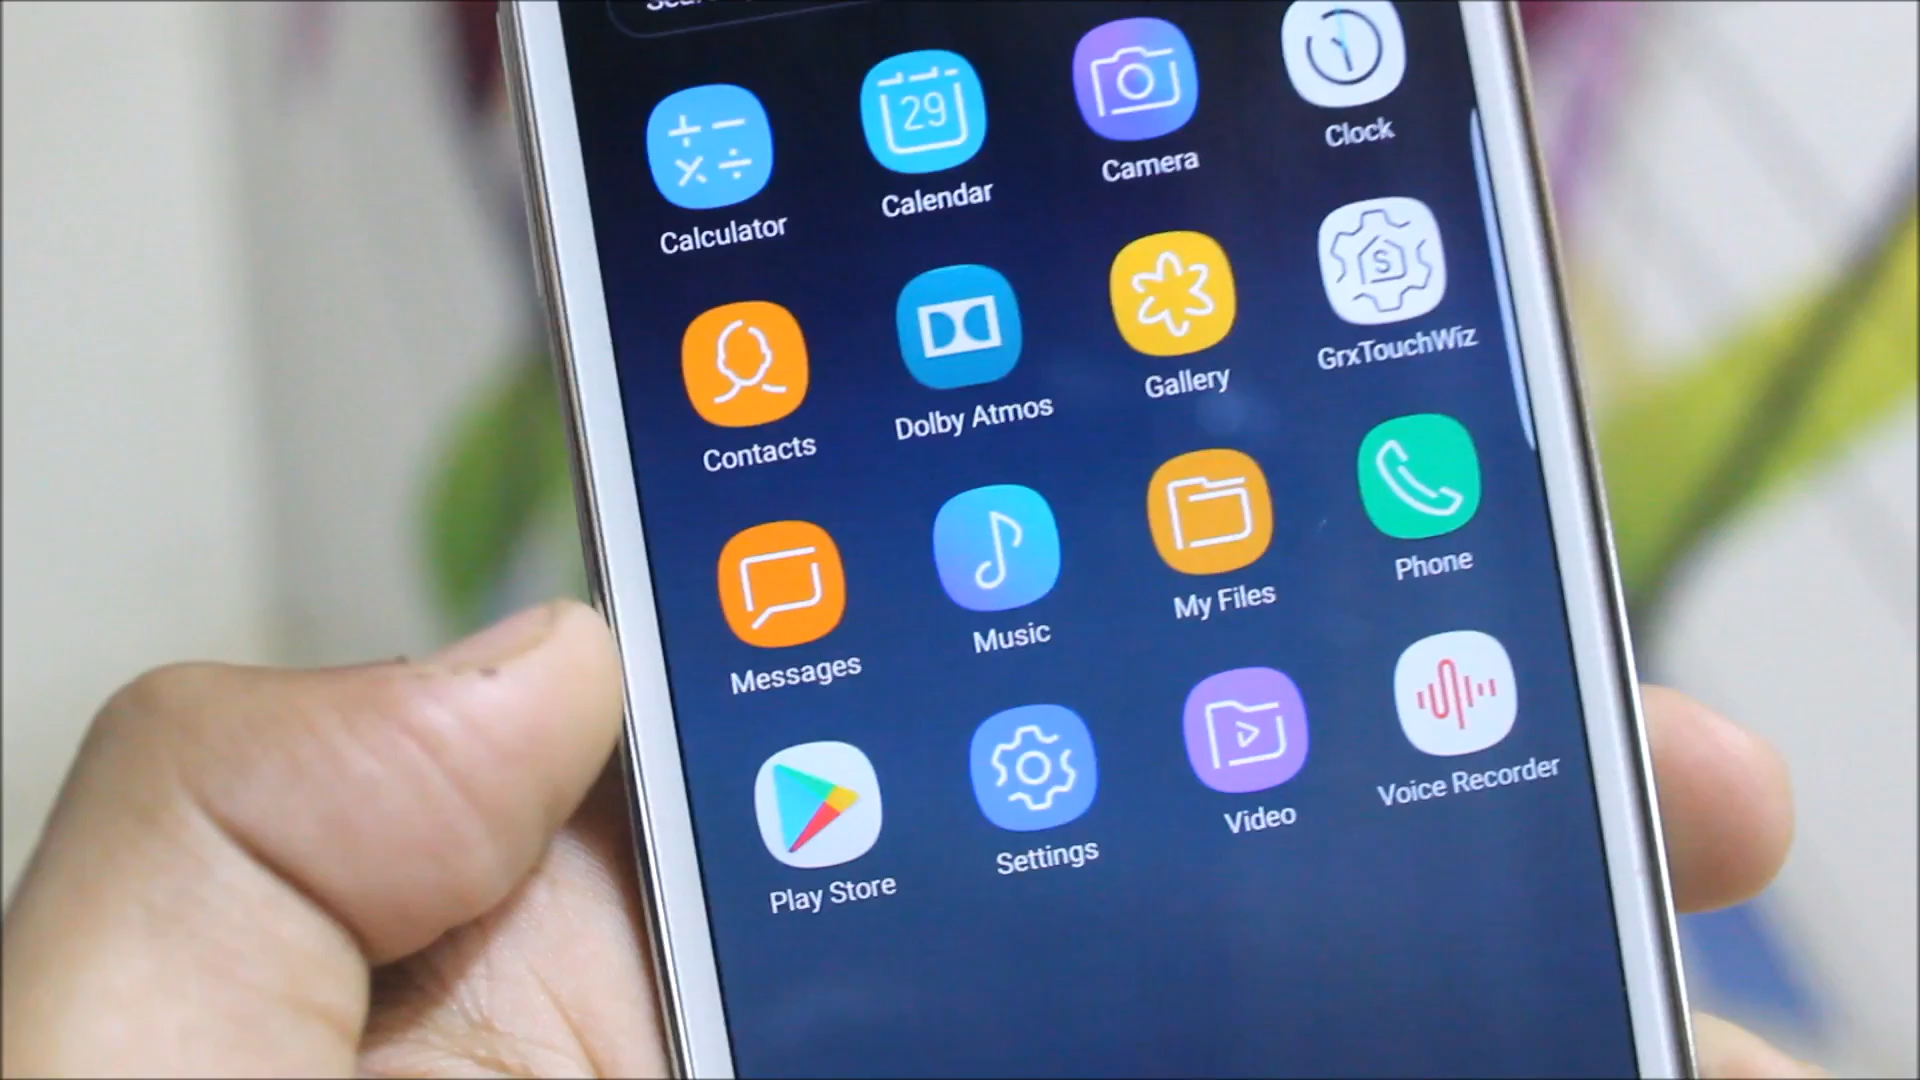 29
Calculator
Calendar
Camera
Clock
Contacts
Dolby Atmos
Gallery
S
GrxTouchWiz
Messages
Music
My Files
Phone
Play Store
Settings
Video
Voice Recorder